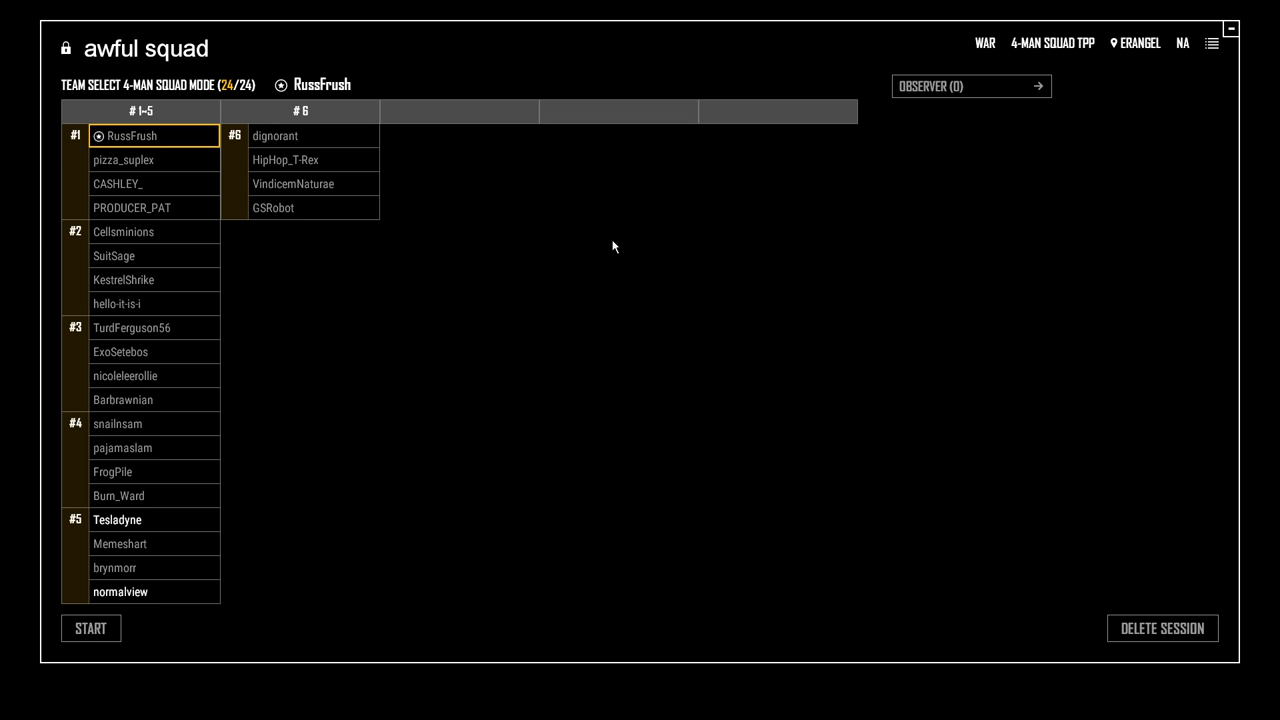 awful squad
WAR 4-MAN SQUAD TPP ERANGEL NA
TEAM SELECT 4-MAN SQUAD MODE (24/24) RussFrush
OBSERVER (0)
# 1~5 # 6
#1 RussFrush
pizza_suplex
CASHLEY_
PRODUCER_PAT
#2 Cellsminions
SuitSage
KestrelShrike
hello-it-is-i
#3 TurdFerguson56
ExoSetebos
nicoleleerollie
Barbrawnian
#4 snailnsam
pajamaslam
FrogPile
Burn_Ward
#5 Tesladyne
Memeshart
brynmorr
normalview
#6 dignorant
HipHop_T-Rex
VindicemNaturae
GSRobot
START
DELETE SESSION